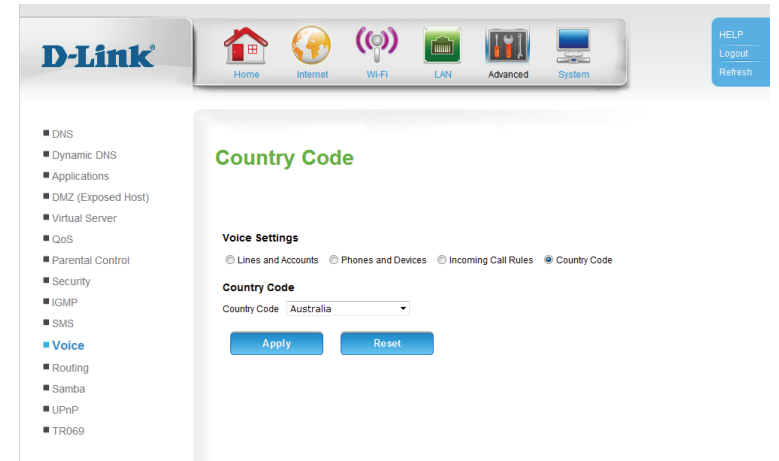 D-Link®
Home Internet Wi-Fi LAN Advanced System
HELP
Logout
Refresh
DNS
Dynamic DNS
Applications
DMZ (Exposed Host)
Virtual Server
QoS
Parental Control
Security
IGMP
SMS
Voice
Routing
Samba
UPnP
TR069
Country Code
Voice Settings
Lines and Accounts Phones and Devices Incoming Call Rules Country Code
Country Code
Country Code Australia
Apply Reset